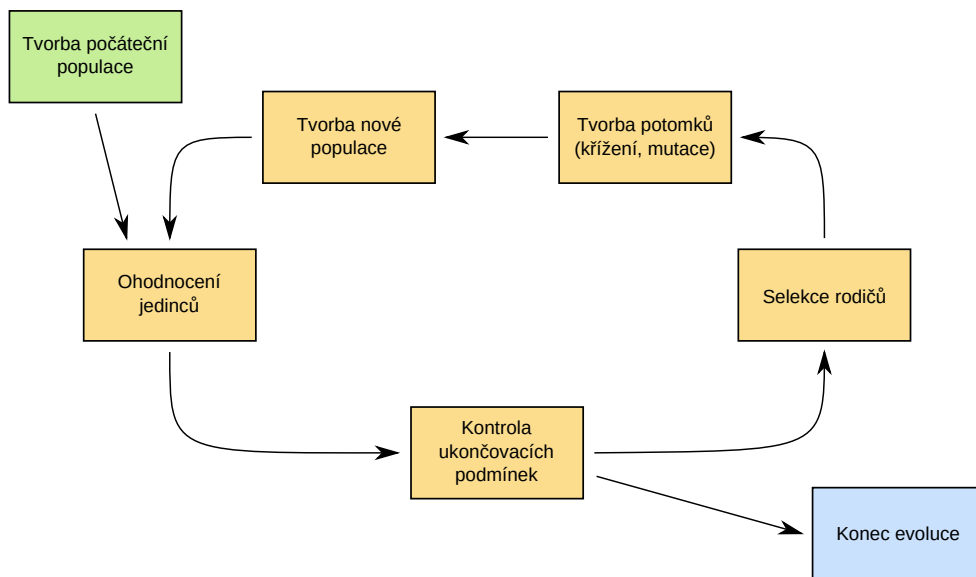 Tvorba počáteční
populace
Tvorba nové
populace
Tvorba potomků
(křížení, mutace)
Ohodnocení
jedinců
Selekce rodičů
Kontrola
ukončovacích
podmínek
Konec evoluce